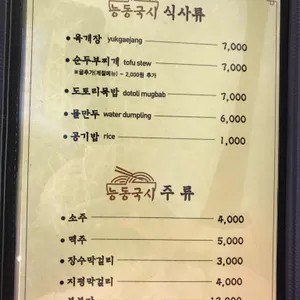 능동국시 식사류
• 육개장 yukgaejang 7,000
• 순두부찌개 tofu stew 7,000
※굴추가(계절메뉴) - 2,000원 추가
• 도토리묵밥 dotoli mugbab 7,000
• 물만두 water dumpling 6,000
• 공기밥 rice 1,000
능동국시 주류
• 소주 4,000
• 맥주 5,000
• 장수막걸리 3,000
• 지평막걸리 4,000